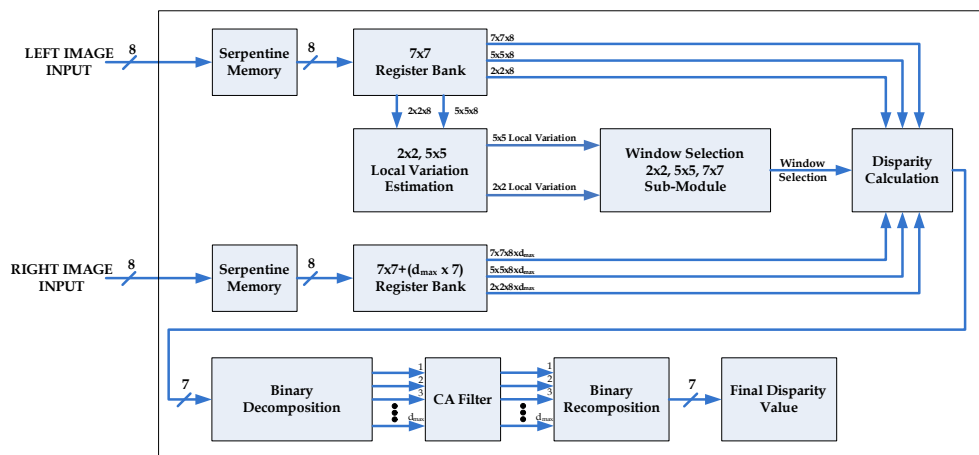 LEFT IMAGE
INPUT
8
Serpentine
Memory
8
7x7
Register Bank
7x7x8
5x5x8
2x2x8
2x2x8
5x5x8
2x2, 5x5
Local Variation
Estimation
5x5 Local Variation
2x2 Local Variation
Window Selection
2x2, 5x5, 7x7
Sub-Module
Window
Selection
Disparity
Calculation
RIGHT IMAGE
INPUT
8
Serpentine
Memory
8
7x7+(dmax x 7)
Register Bank
7x7x8xdmax
5x5x8xdmax
2x2x8xdmax
7
Binary
Decomposition
1
2
3
dmax
CA Filter
1
2
3
dmax
Binary
Recomposition
7
Final Disparity
Value